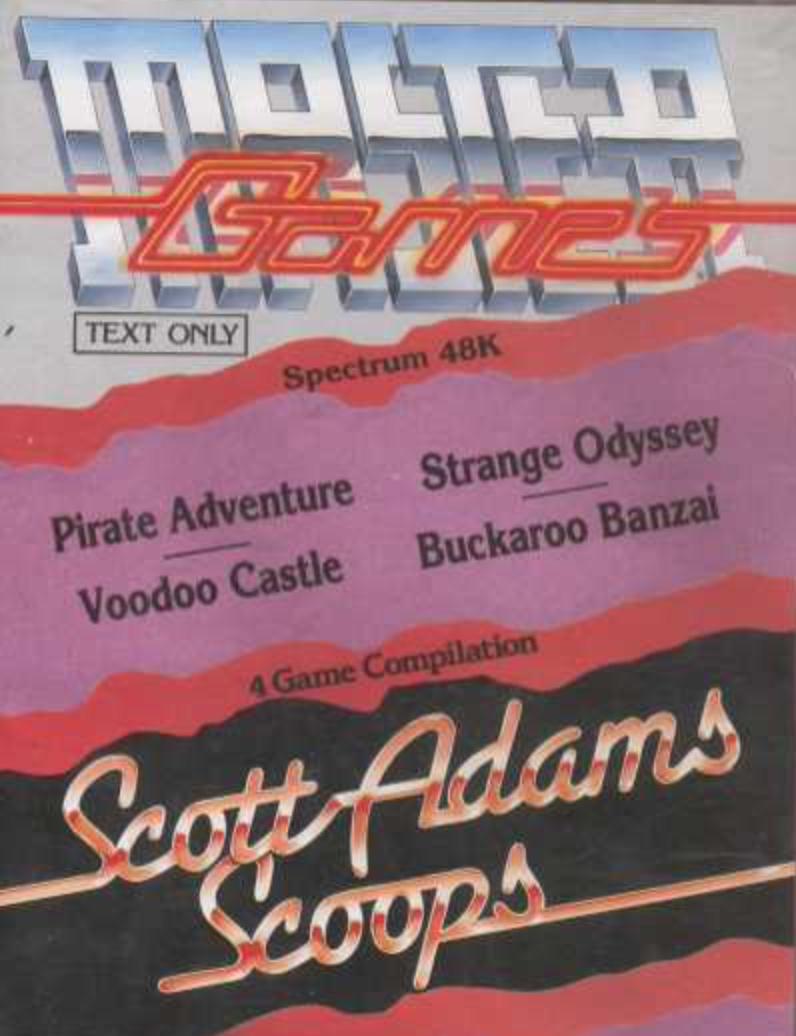 Games
TEXT ONLY
Spectrum 48K
Pirate Adventure
Voodoo Castle
Strange Odyssey
Buckaroo Banzai
4 Game Compilation
Scott Adams
Scoops